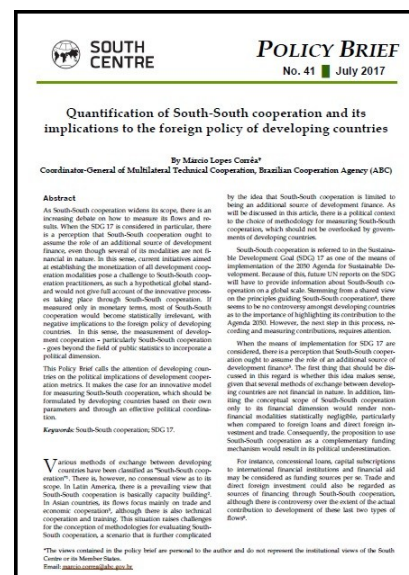 SOUTH
CENTRE
POLICY BRIEF
No. 41 July 2017
Quantification of South-South cooperation and its
implications to the foreign policy of developing countries
By Márcio Lopes Corrêa*
Coordinator-General of Multilateral Technical Cooperation, Brazilian Cooperation Agency (ABC)
Abstract
As South-South cooperation widens its scope, there is an
increasing debate on how to measure its flows and re-
sults. When the SDG 17 is considered in particular, there
is a perception that South-South cooperation ought to
assume the role of an additional source of development
finance, even though several of its modalities are not fi-
nancial in nature. In this sense, current initiatives aimed
at establishing the monetization of all development coop-
eration modalities pose a challenge to South-South coop-
eration practitioners, as such a hypothetical global stand-
ard would not give full account of the innovative process-
es taking place through South-South cooperation. If
measured only in monetary terms, most of South-South
cooperation would become statistically irrelevant, with
negative implications to the foreign policy of developing
countries. In this sense, the measurement of develop-
ment cooperation – particularly South-South cooperation
- goes beyond the field of public statistics to incorporate a
political dimension.
This Policy Brief calls the attention of developing coun-
tries on the political implications of development cooper-
ation metrics. It makes the case for an innovative model
for measuring South-South cooperation, which should be
formulated by developing countries based on their own
parameters and through an effective political coordina-
tion.
Keywords: South-South cooperation; SDG 17.
Various methods of exchange between developing
countries have been classified as "South-South coop-
eration"¹. There is, however, no consensual view as to its
scope. In Latin America, there is a prevailing view that
South-South cooperation is basically capacity building².
In Asian countries, its flows focus mainly on trade and
economic cooperation³, although there is also technical
cooperation and training. This situation raises challenges
for the conception of methodologies for evaluating South-
South cooperation, a scenario that is further complicated
by the idea that South-South cooperation is limited to
being an additional source of development finance. As
will be discussed in this article, there is a political context
to the choice of methodology for measuring South-South
cooperation, which should not be overlooked by govern-
ments of developing countries.
South-South cooperation is referred to in the Sustaina-
ble Development Goal (SDG) 17 as one of the means of
implementation of the 2030 Agenda for Sustainable De-
velopment. Because of this, future UN reports on the SDG
will have to provide information about South-South co-
operation on a global scale. Stemming from a shared view
on the principles guiding South-South cooperation⁴, there
seems to be no controversy amongst developing countries
as to the importance of highlighting its contribution to the
Agenda 2030. However, the next step in this process, re-
cording and measuring contributions, requires attention.
When the means of implementation for SDG 17 are
considered, there is a perception that South-South cooper-
ation ought to assume the role of an additional source of
development finance⁵. The first thing that should be dis-
cussed in this regard is whether this idea makes sense,
given that several methods of exchange between develop-
ing countries are not financial in nature. In addition, lim-
iting the conceptual scope of South-South cooperation
only to its financial dimension would render non-
financial modalities statistically negligible, particularly
when compared to foreign loans and direct foreign in-
vestment and trade. Consequently, the proposition to use
South-South cooperation as a complementary funding
mechanism would result in its political underestimation.
For instance, concessional loans, capital subscriptions
to international financial institutions and financial aid
may be considered as funding sources per se. Trade and
direct foreign investment could also be regarded as
sources of financing through South-South cooperation,
although there is controversy over the extent of the actual
contribution to development of these last two types of
flows⁶.
*The views contained in the policy brief are personal to the author and do not represent the institutional views of the South
Centre or its Member States.
Email: marcio.correa@abc.gov.br